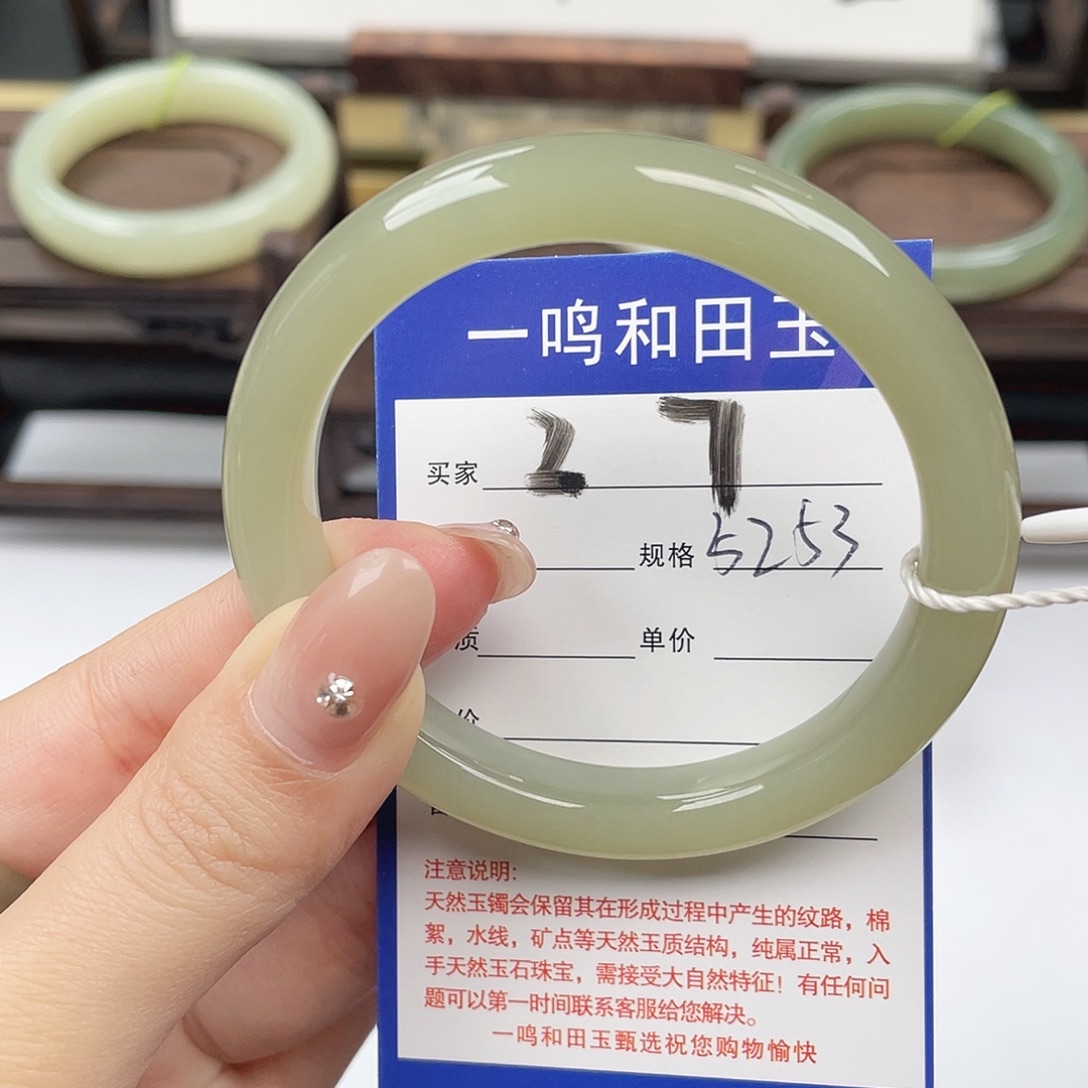 一鸣和田玉
买家 27
规格 5253
质 单价
价
注意说明:
天然玉镯会保留其在形成过程中产生的纹路，棉
絮，水线，矿点等天然玉质结构，纯属正常，入
手天然玉石珠宝，需接受大自然特征！有任何问
题可以第一时间联系客服给您解决。
一鸣和田玉甄选祝您购物愉快